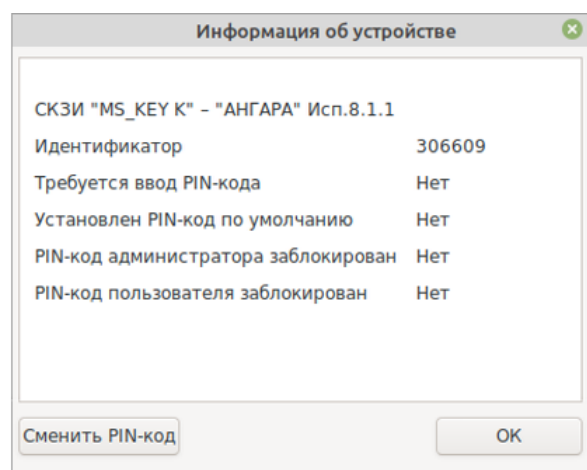 Информация об устройстве
СКЗИ "MS_KEY K" – "АНГАРА" Исп.8.1.1
Идентификатор 306609
Требуется ввод PIN-кода Нет
Установлен PIN-код по умолчанию Нет
PIN-код администратора заблокирован Нет
PIN-код пользователя заблокирован Нет
Сменить PIN-код OK